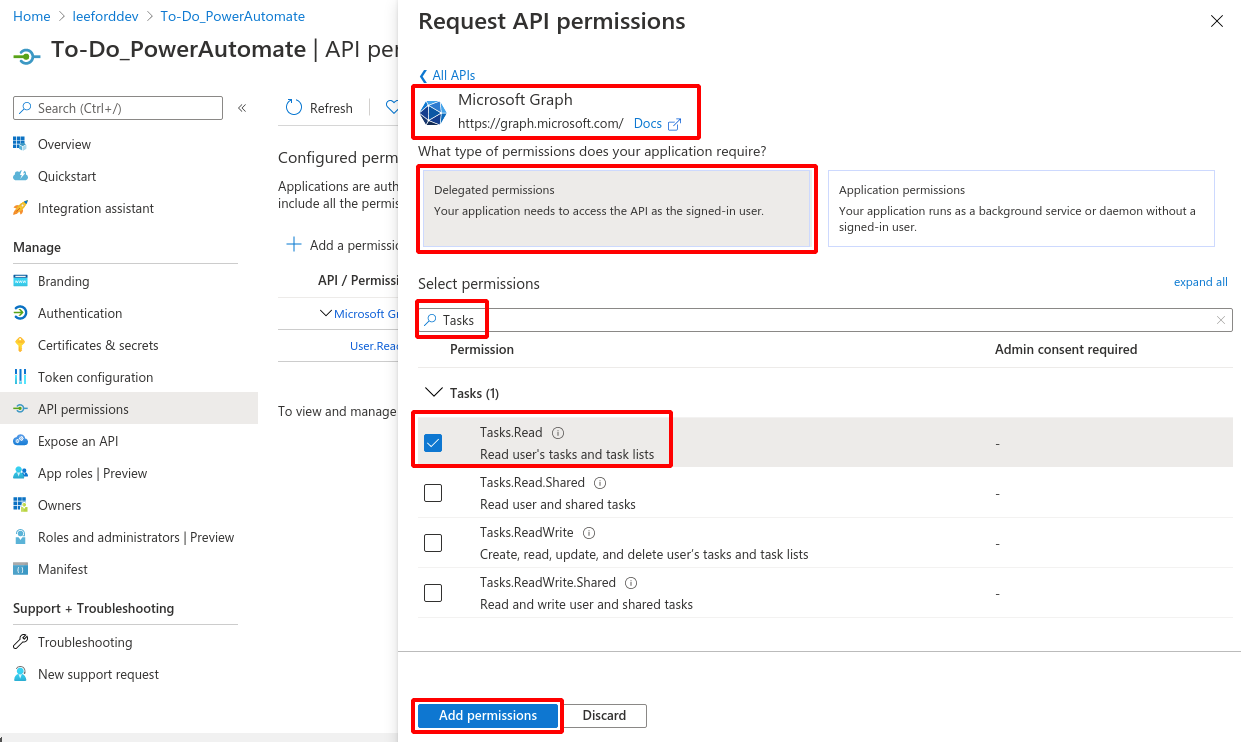 Home > leeforddev > To-Do_PowerAutomate
To-Do_PowerAutomate | API per
Search (Ctrl+/)
«
Overview
Quickstart
Integration assistant
Manage
Branding
Authentication
Certificates & secrets
Token configuration
API permissions
Expose an API
App roles | Preview
Owners
Roles and administrators | Preview
Manifest
Support + Troubleshooting
Troubleshooting
New support request
Refresh
Configured perm
Applications are auth
include all the permis
Add a permissio
API / Permissi
Microsoft Gr
User.Read
To view and manage
Request API permissions
All APIs
Microsoft Graph
https://graph.microsoft.com/ Docs
What type of permissions does your application require?
Delegated permissions
Your application needs to access the API as the signed-in user.
Application permissions
Your application runs as a background service or daemon without a
signed-in user.
Select permissions
expand all
Tasks
Permission Admin consent required
Tasks (1)
Tasks.Read
Read user's tasks and task lists
-
Tasks.Read.Shared
Read user and shared tasks
-
Tasks.ReadWrite
Create, read, update, and delete user's tasks and task lists
-
Tasks.ReadWrite.Shared
Read and write user and shared tasks
-
Add permissions
Discard